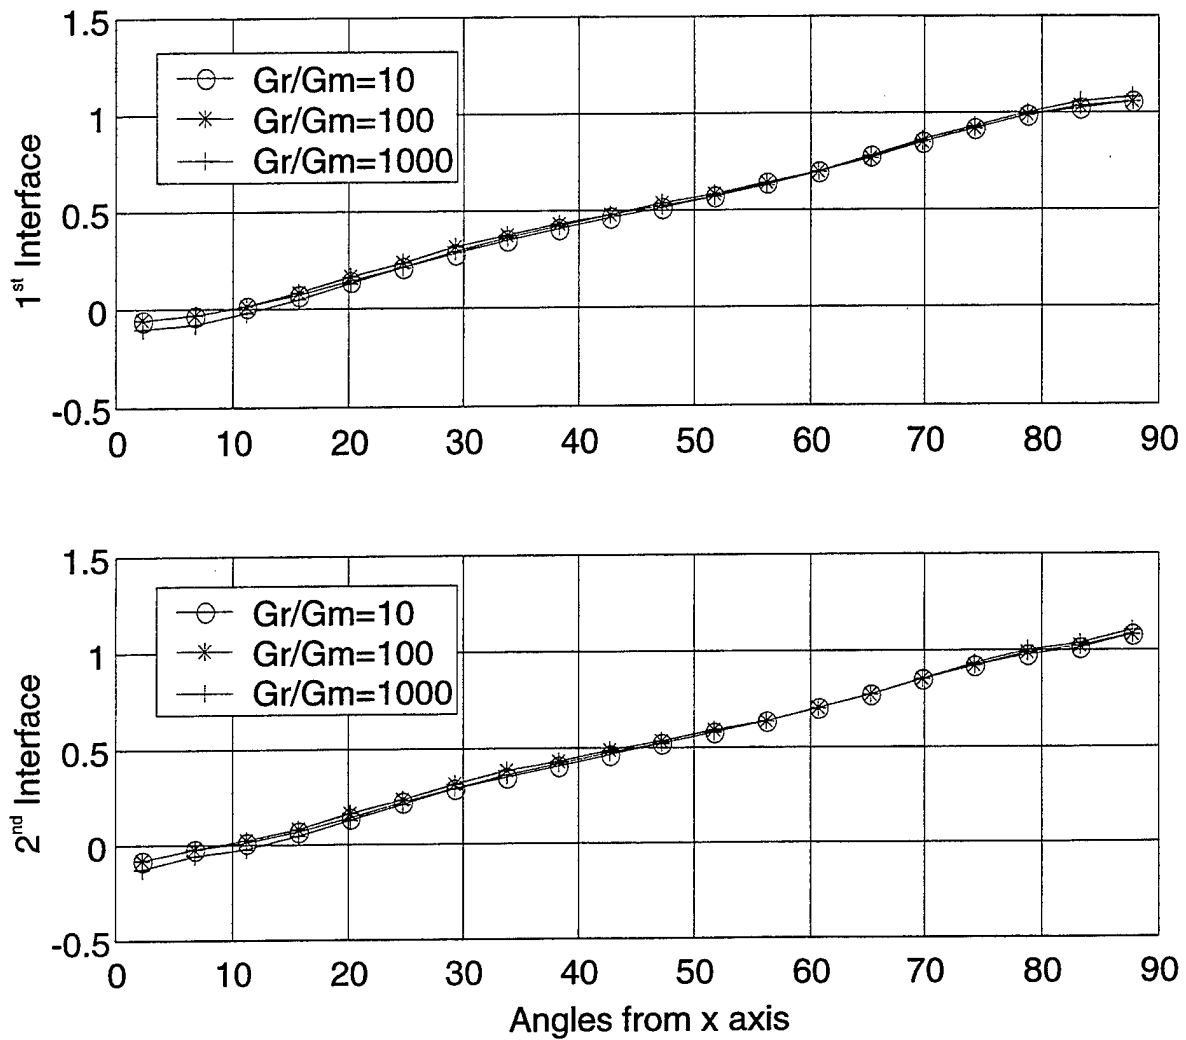 1.5
1
0.5
0
-0.5
1st Interface
Gr/Gm=10
Gr/Gm=100
Gr/Gm=1000
0 10 20 30 40 50 60 70 80 90
1.5
1
0.5
0
-0.5
2nd Interface
Gr/Gm=10
Gr/Gm=100
Gr/Gm=1000
0 10 20 30 40 50 60 70 80 90
Angles from x axis